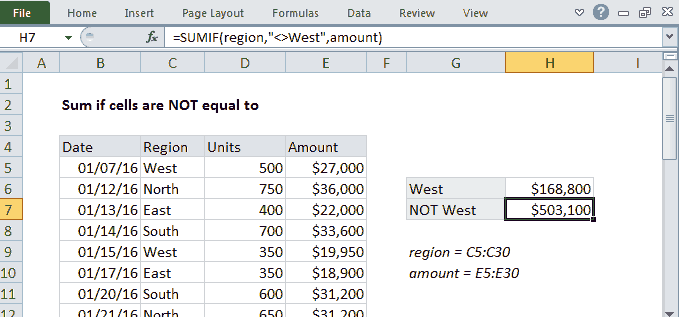 File Home Insert Page Layout Formulas Data Review View
H7 fx =SUMIF(region,"<>West",amount)
A B C D E F G H I
1
2 Sum if cells are NOT equal to
3
4 Date Region Units Amount
5 01/07/16 West 500 $27,000
6 01/12/16 North 750 $36,000 West $168,800
7 01/13/16 East 400 $22,000 NOT West $503,100
8 01/14/16 South 700 $33,600
9 01/15/16 West 350 $19,950 region = C5:C30
10 01/17/16 East 350 $18,900 amount = E5:E30
11 01/20/16 South 600 $31,200
12 01/21/16 North 650 $31,200